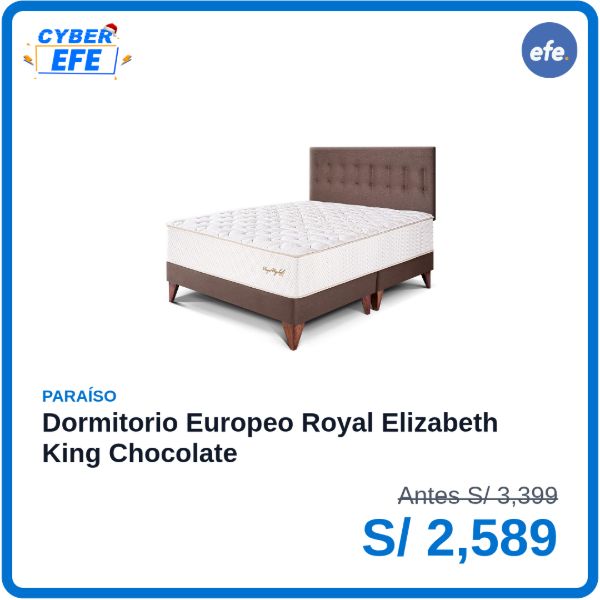 CYBER
EFE
efe.
PARAÍSO
Dormitorio Europeo Royal Elizabeth
King Chocolate
Antes S/ 3,399
S/ 2,589